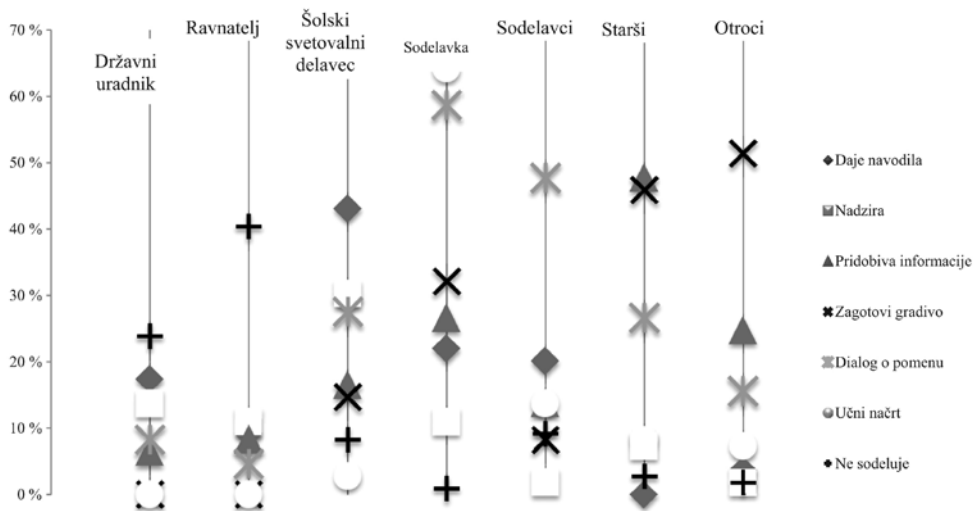 70 %
60 %
50 %
40 %
30 %
20 %
10 %
0 %
Državni
uradnik
Ravnatelj
Šolski
svetovalni
delavec
Sodelavka
Sodelavci
Starši
Otroci
Daje navodila
Nadzira
Pridobiva informacije
Zagotovi gradivo
Dialog o pomenu
Učni načrt
Ne sodeluje